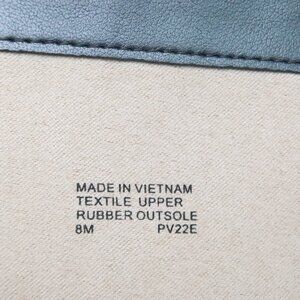 MADE IN VIETNAM
TEXTILE UPPER
RUBBER OUTSOLE
8M PV22E